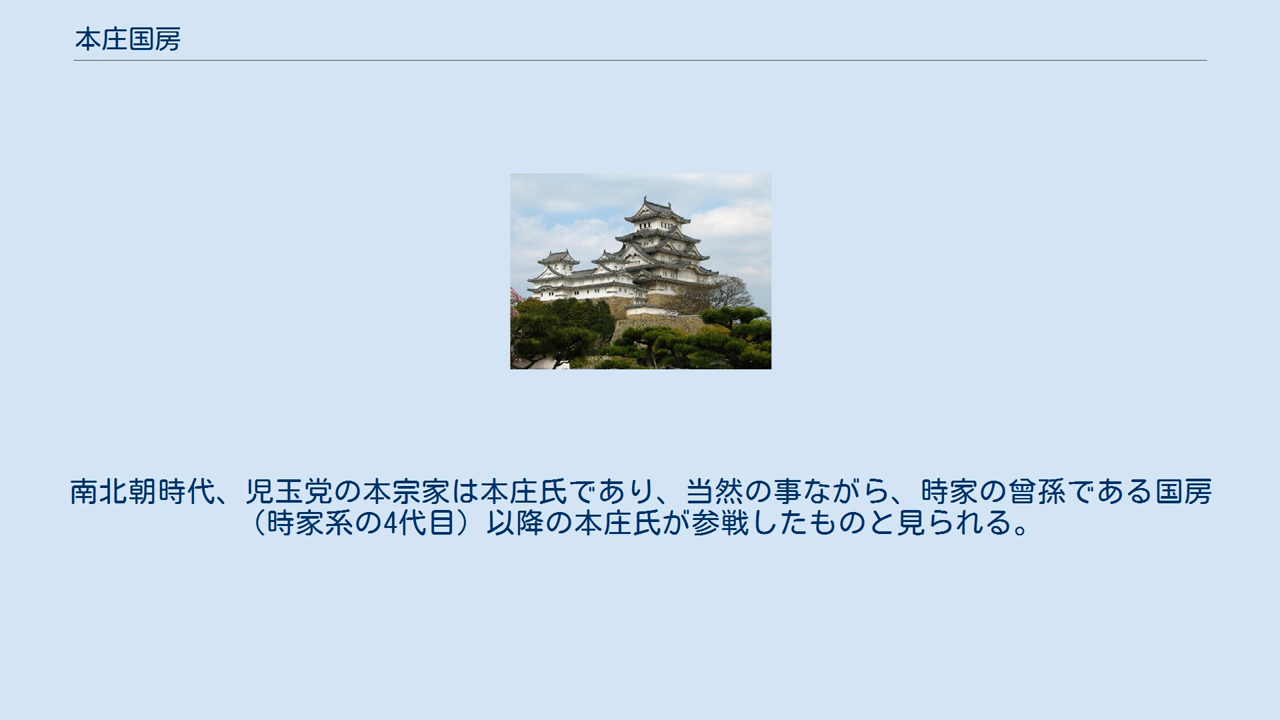 本庄国房
南北朝時代、児玉党の本宗家は本庄氏であり、当然の事ながら、時家の曾孫である国房
（時家系の4代目）以降の本庄氏が参戦したものと見られる。